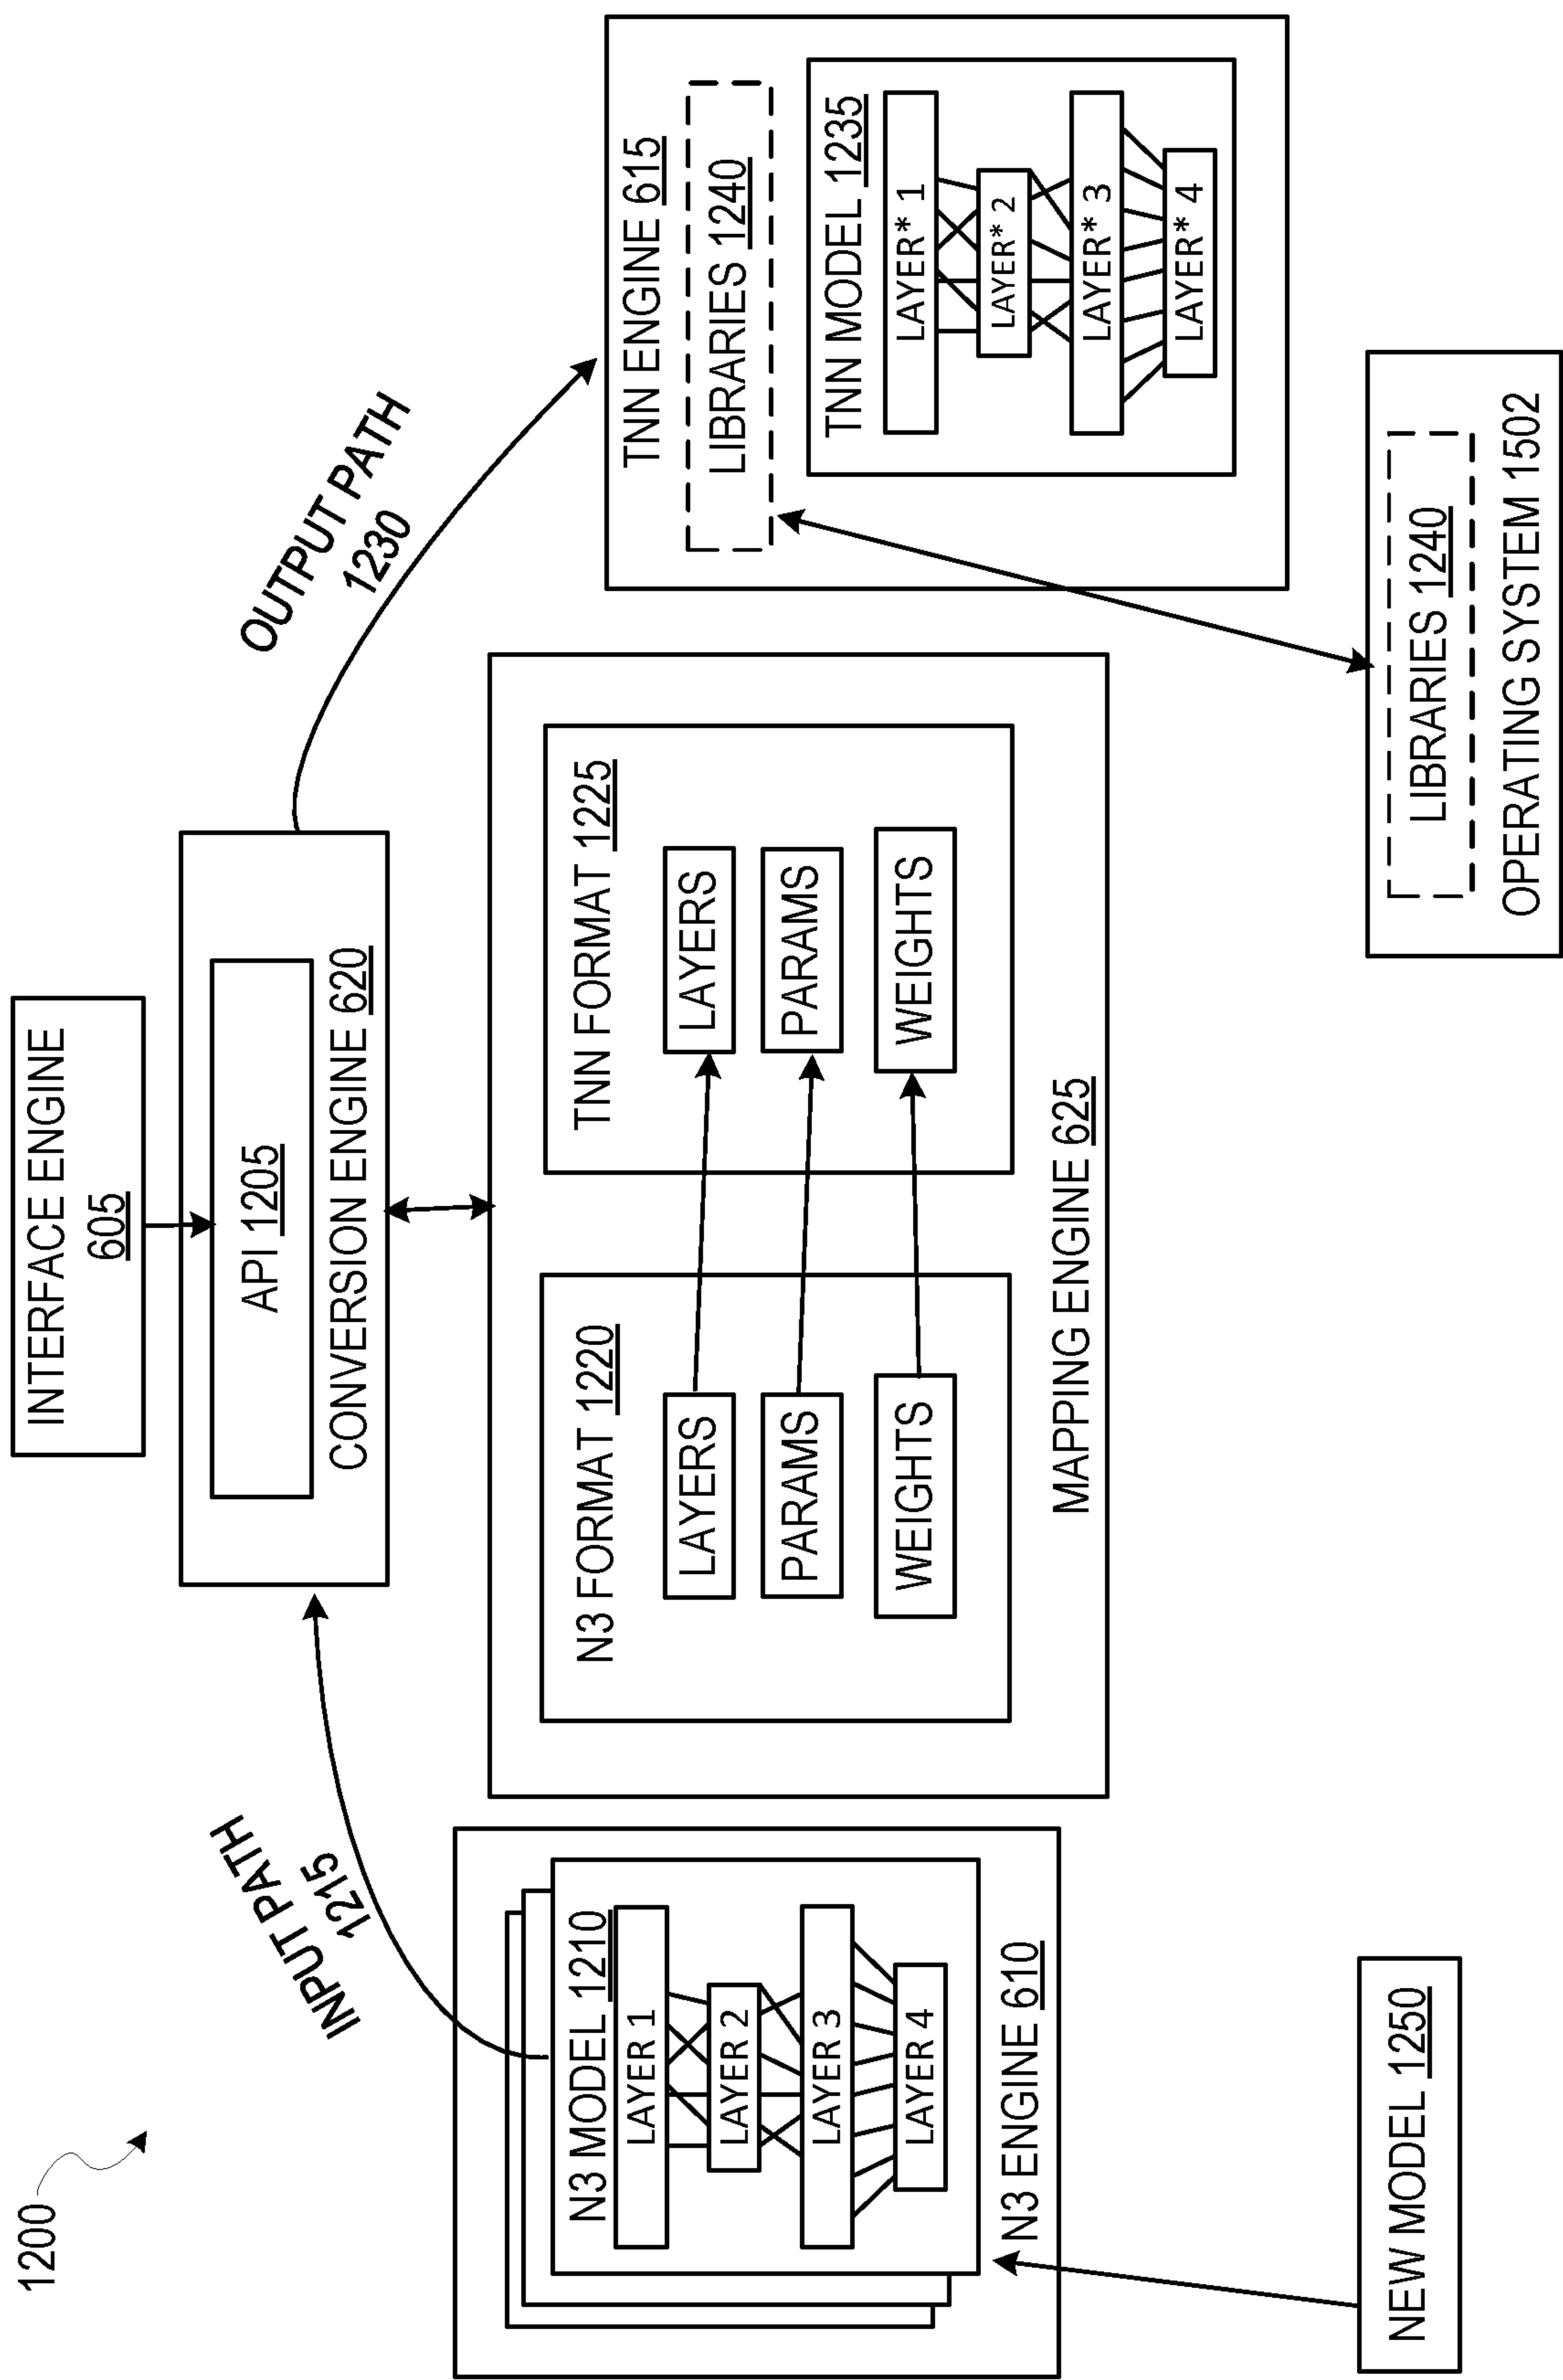 1200
INTERFACE ENGINE
605
API 1205
CONVERSION ENGINE 620
INPUT PATH
1215
OUTPUT PATH
1230
N3 MODEL 1210
LAYER 1
LAYER 2
LAYER 3
LAYER 4
N3 ENGINE 610
NEW MODEL 1250
N3 FORMAT 1220
LAYERS
PARAMS
WEIGHTS
TNN FORMAT 1225
LAYERS
PARAMS
WEIGHTS
MAPPING ENGINE 625
TNN ENGINE 615
LIBRARIES 1240
TNN MODEL 1235
LAYER* 1
LAYER* 2
LAYER* 3
LAYER* 4
LIBRARIES 1240
OPERATING SYSTEM 1502